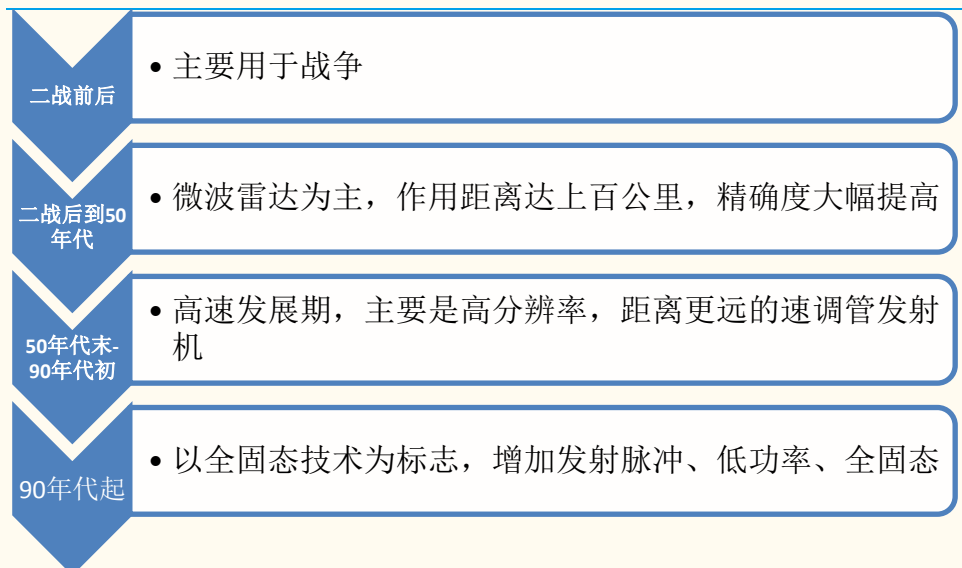 二战前后
• 主要用于战争
二战后到50
年代
• 微波雷达为主，作用距离达上百公里，精确度大幅提高
50年代末-
90年代初
• 高速发展期，主要是高分辨率，距离更远的速调管发射
机
90年代起
• 以全固态技术为标志，增加发射脉冲、低功率、全固态